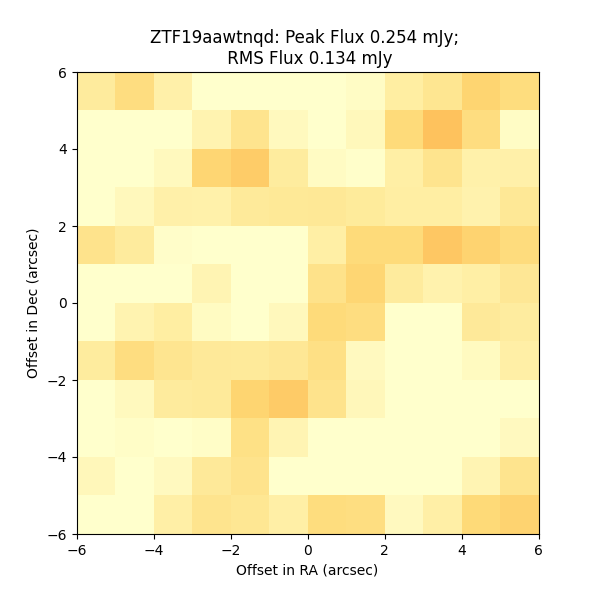 ZTF19aawtnqd: Peak Flux 0.254 mJy;
RMS Flux 0.134 mJy
6
4
2
0
−2
−4
−6
Offset in Dec (arcsec)
−6 −4 −2 0 2 4 6
Offset in RA (arcsec)